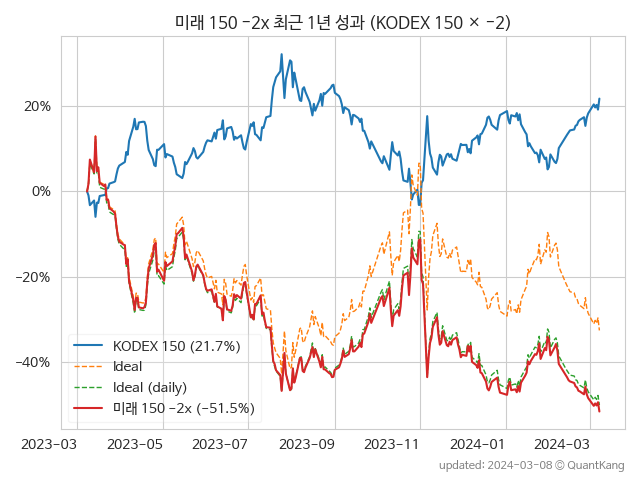 미래 150 −2x 최근 1년 성과 (KODEX 150 × −2)
20%
0%
−20%
−40%
KODEX 150 (21.7%)
Ideal
Ideal (daily)
미래 150 −2x (−51.5%)
2023−03 2023−05 2023−07 2023−09 2023−11 2024−01 2024−03
updated: 2024−03−08 © QuantKang